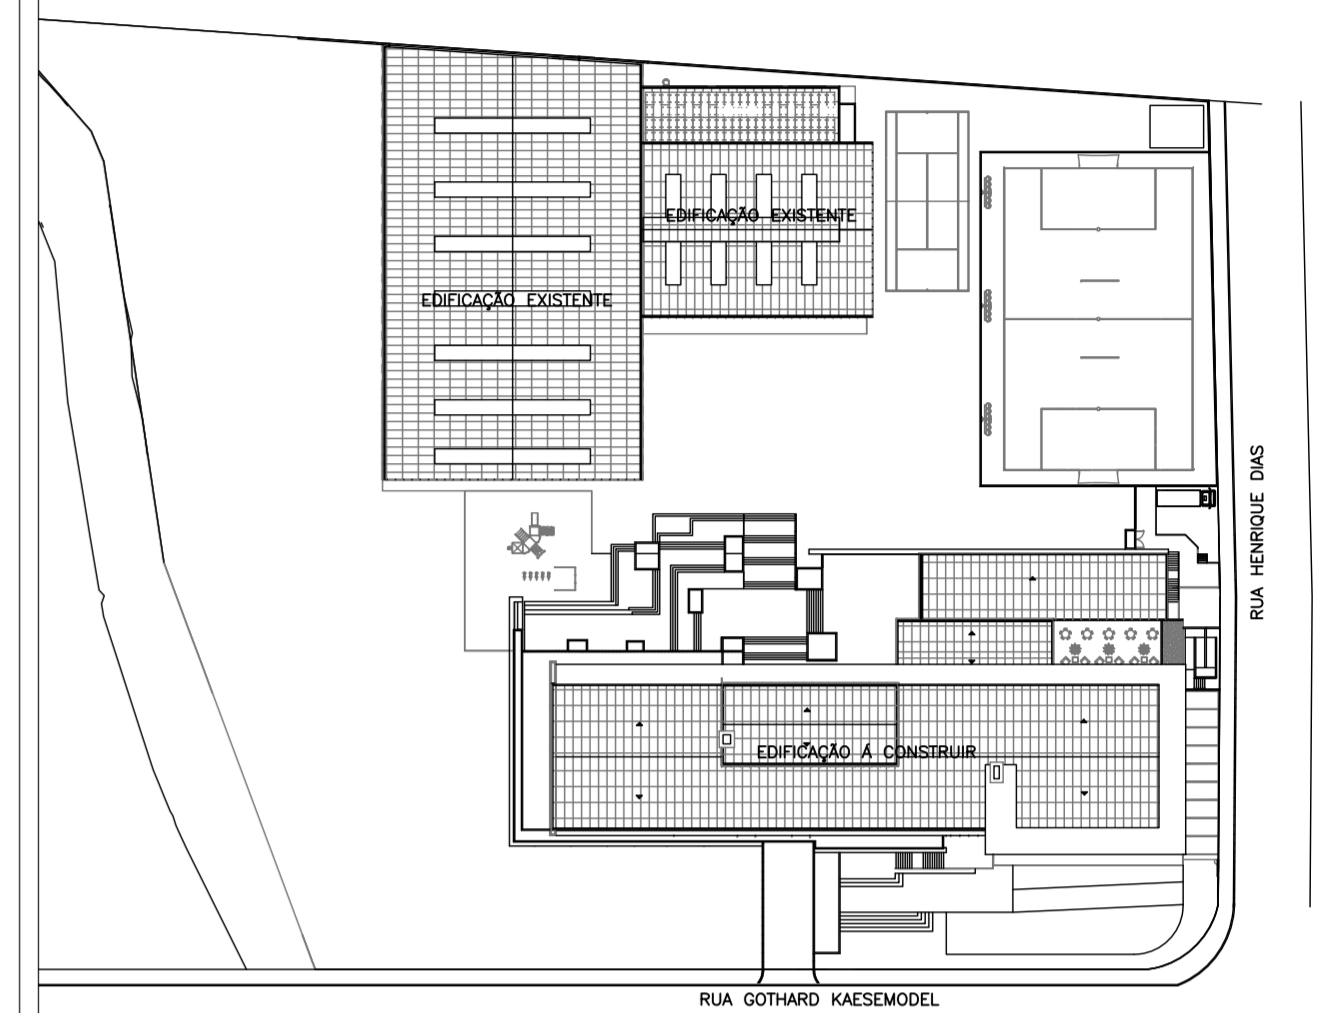 EDIFICAÇÃO EXISTENTE
EDIFICAÇÃO EXISTENTE
RUA HENRIQUE DIAS
EDIFICAÇÃO Á CONSTRUIR
RUA GOTHARD KAESEMODEL